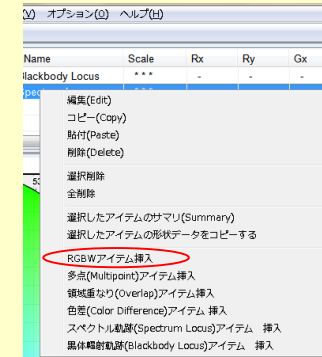 (V) オプション(O) ヘルプ(H)
Name Scale Rx Ry Gx
Blackbody Locus *** - - -
編集(Edit)
コピー(Copy)
貼付(Paste)
削除(Delete)
選択削除
全削除
選択したアイテムのサマリ(Summary)
選択したアイテムの形状データをコピーする
RGBWアイテム挿入
多点(Multipoint)アイテム挿入
領域重なり(Overlap)アイテム挿入
色差(Color Difference)アイテム 挿入
スペクトル軌跡(Spectrum Locus)アイテム 挿入
黒体輻射軌跡(Blackbody Locus)アイテム 挿入